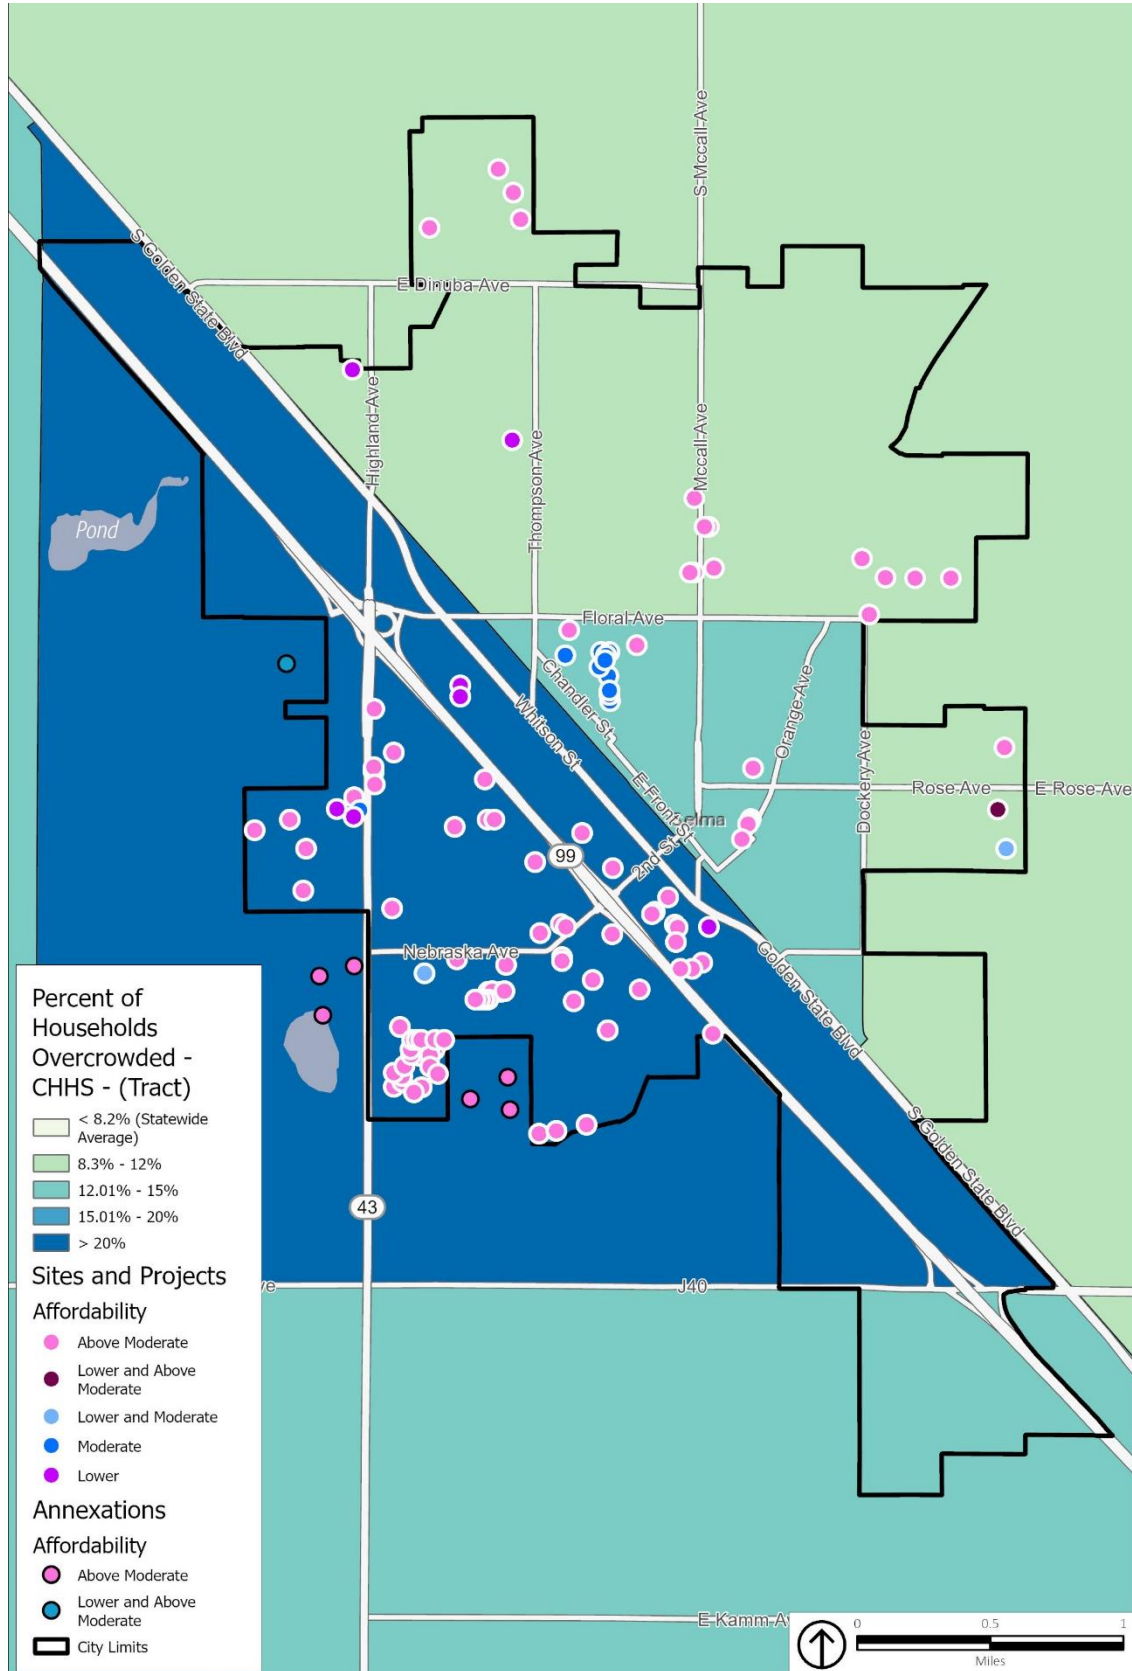 S Mccall Ave
S Golden State Blvd
E Dinuba Ave
Highland Ave
Thompson Ave
Mccall Ave
Pond
Floral Ave
Chandler St
Whitson St
Orange Ave
Dockery Ave
E Front St
Selma
Rose Ave
E Rose Ave
99
2nd St
Nebraska Ave
Golden State Blvd
S Golden State Blvd
43
J40
ve
E Kamm Av
Percent of
Households
Overcrowded -
CHHS - (Tract)
< 8.2% (Statewide
Average)
8.3% - 12%
12.01% - 15%
15.01% - 20%
> 20%
Sites and Projects
Affordability
Above Moderate
Lower and Above
Moderate
Lower and Moderate
Moderate
Lower
Annexations
Affordability
Above Moderate
Lower and Above
Moderate
City Limits
0 0.5 1
Miles